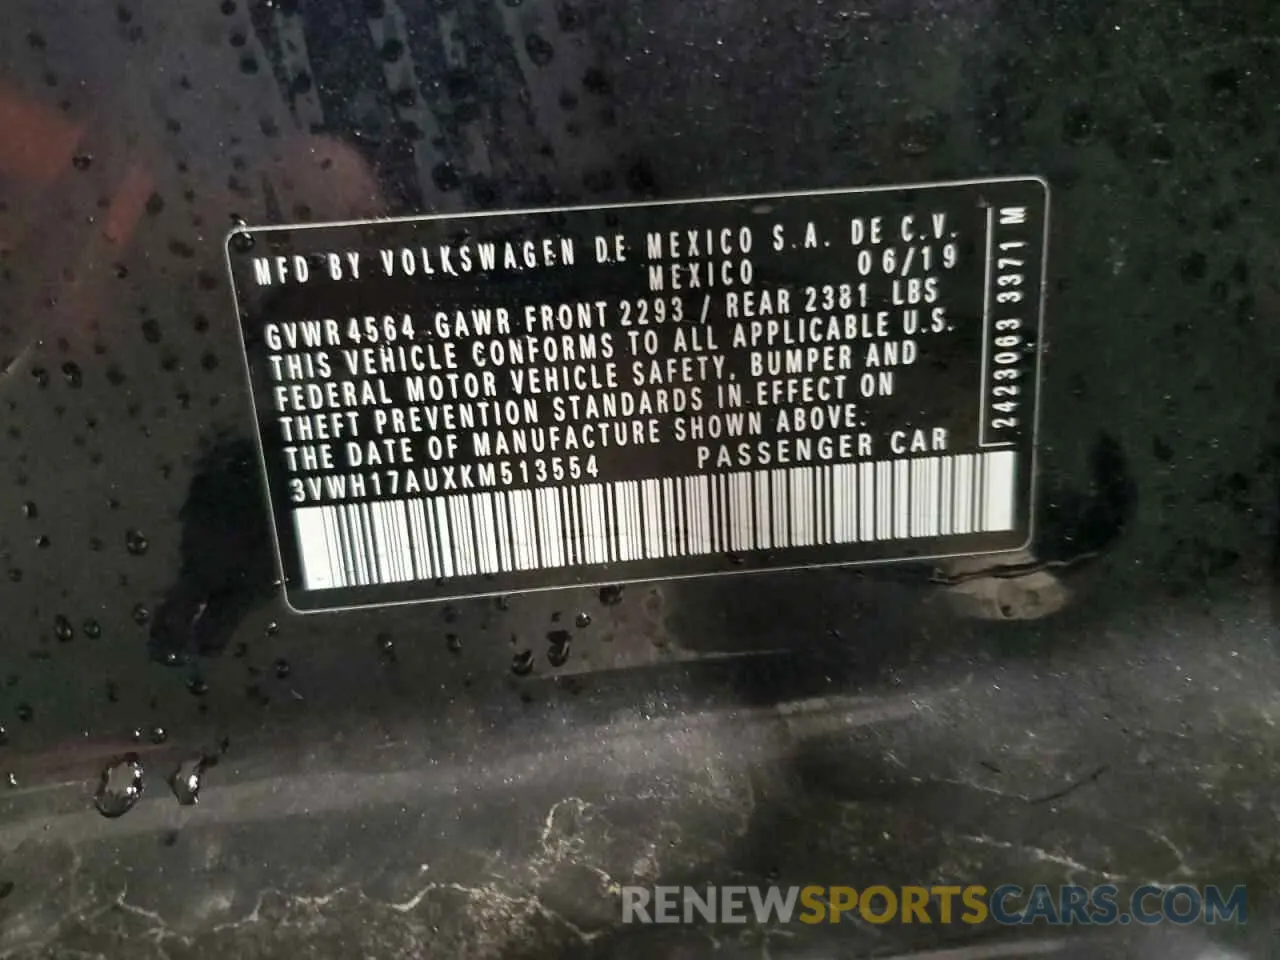 MFD BY VOLKSWAGEN DE MEXICO S.A. DE C.V.
MEXICO 06/19
GVWR 4564 GAWR FRONT 2293 / REAR 2381 LBS
THIS VEHICLE CONFORMS TO ALL APPLICABLE U.S.
FEDERAL MOTOR VEHICLE SAFETY, BUMPER AND
THEFT PREVENTION STANDARDS IN EFFECT ON
THE DATE OF MANUFACTURE SHOWN ABOVE.
3VWH17AUXKM513554 PASSENGER CAR
2423063 3371 M
RENEWSPORTSCARS.COM